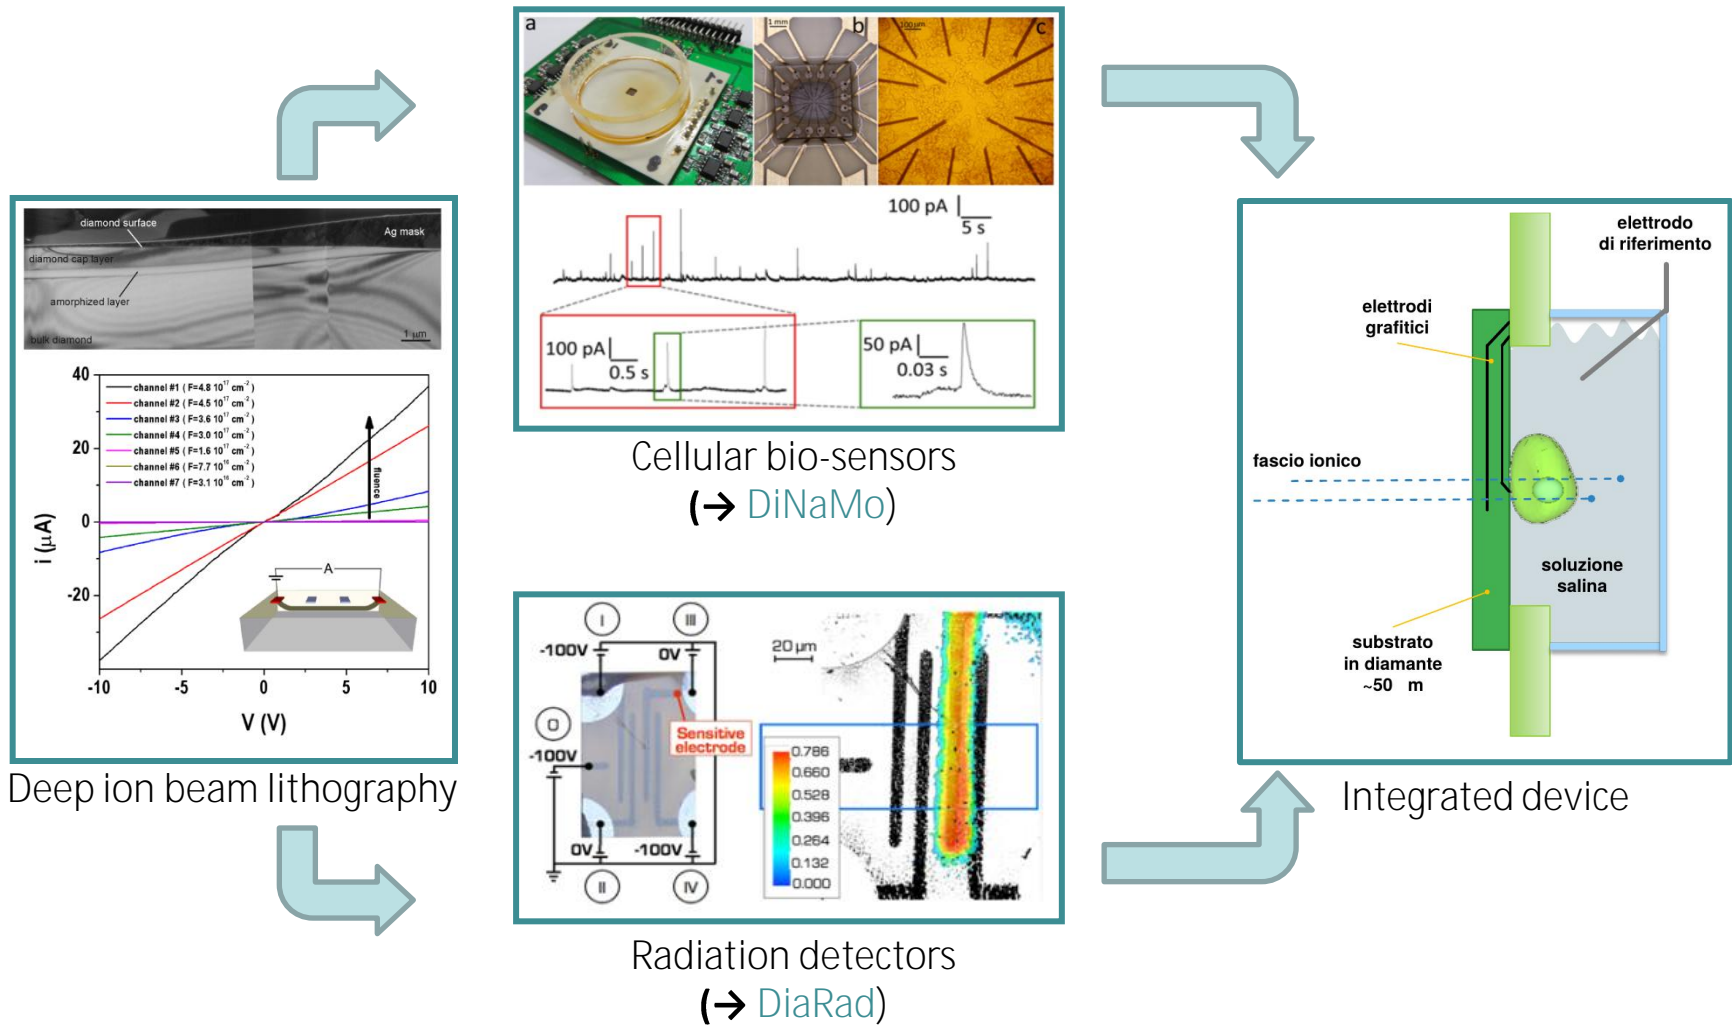 diamond surface
Ag mask
diamond cap layer
amorphized layer
1 µm
bulk diamond
40
20
0
-20
-10
-5
0
5
10
i (µA)
V (V)
channel #1 ( F=4.8 10¹⁷ cm⁻²)
channel #2 ( F=4.5 10¹⁷ cm⁻²)
channel #3 ( F=3.6 10¹⁷ cm⁻²)
channel #4 ( F=3.0 10¹⁷ cm⁻²)
channel #5 ( F=1.6 10¹⁷ cm⁻²)
channel #6 ( F=7.7 10¹⁶ cm⁻²)
channel #7 ( F=3.1 10¹⁶ cm⁻²)
fluence
A
Deep ion beam lithography
a
1 mm
b
100 µm
c
100 pA
5 s
100 pA
0.5 s
50 pA
0.03 s
Cellular bio-sensors
(→ DiNaMo)
I
III
-100V
0V
O
-100V
Sensitive
electrode
0V
-100V
II
IV
20 µm
0.786
0.660
0.528
0.396
0.264
0.132
0.000
Radiation detectors
(→ DiaRad)
elettrodo
di riferimento
elettrodi
grafitici
fascio ionico
soluzione
salina
substrato
in diamante
~50 m
Integrated device